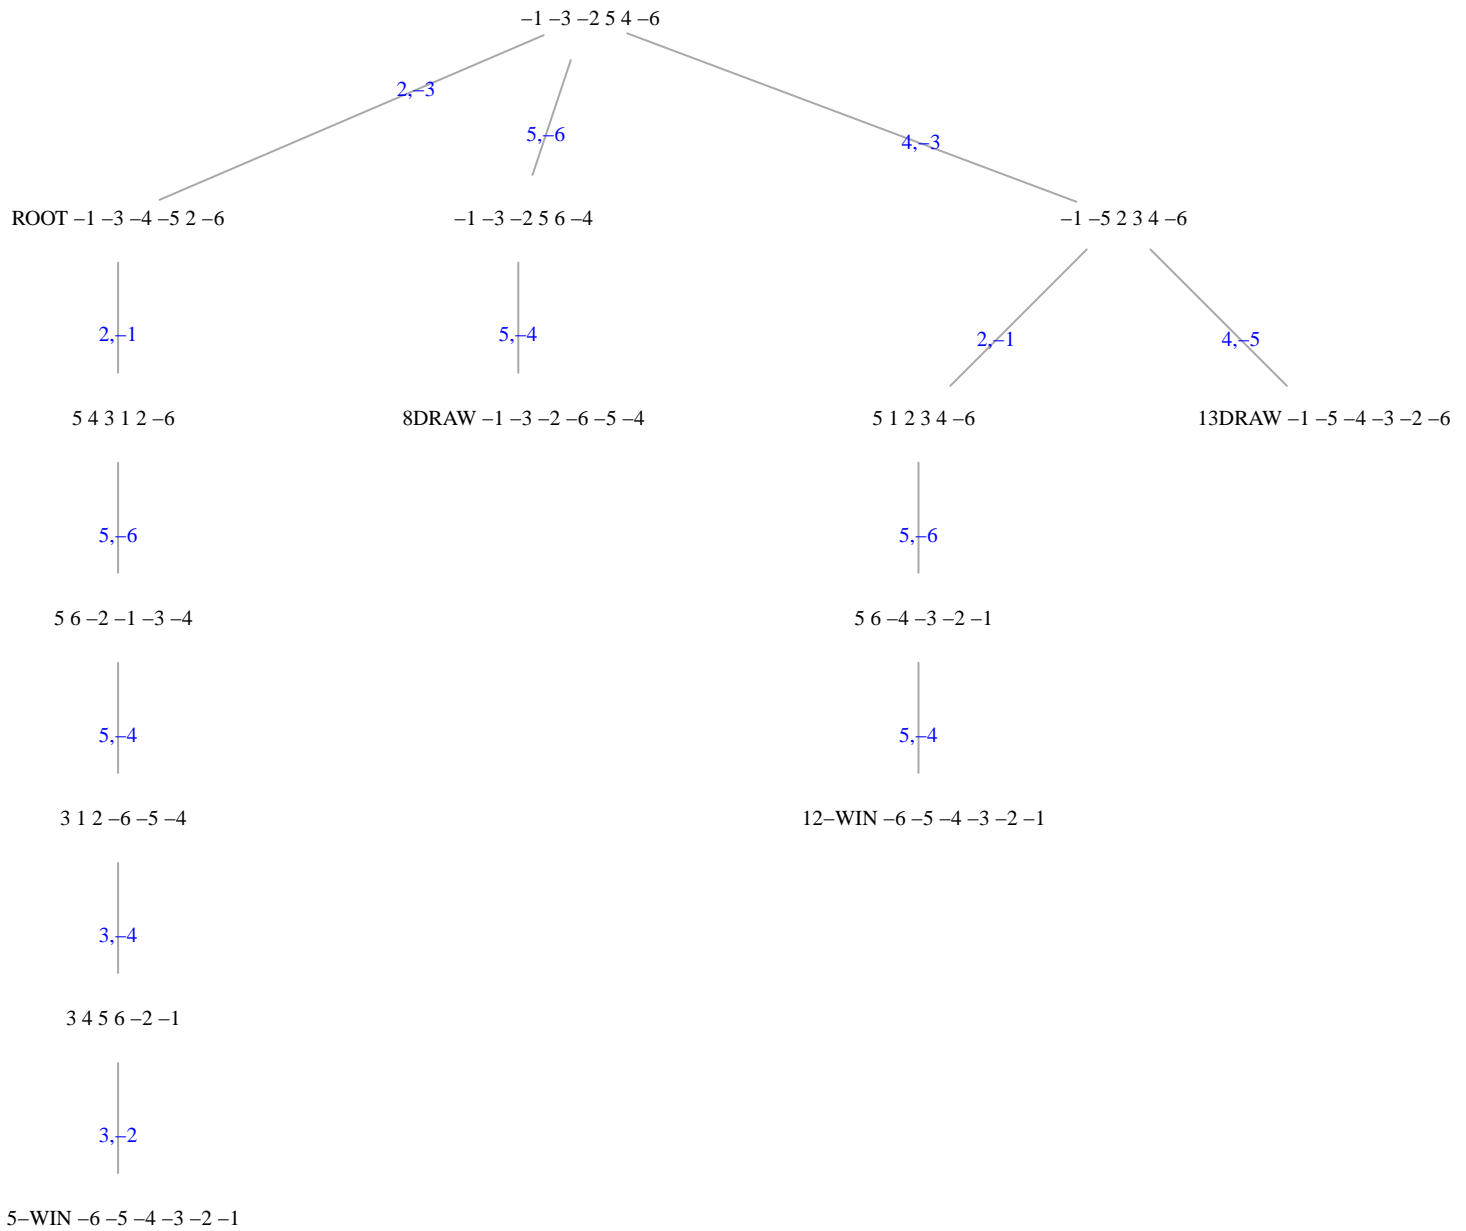 –1 –3 –2 5 4 –6
2,–3
5,–6
4,–3
ROOT –1 –3 –4 –5 2 –6
–1 –3 –2 5 6 –4
–1 –5 2 3 4 –6
2,–1
5,–4
2,–1
4,–5
5 4 3 1 2 –6
8DRAW –1 –3 –2 –6 –5 –4
5 1 2 3 4 –6
13DRAW –1 –5 –4 –3 –2 –6
5,–6
5,–6
5 6 –2 –1 –3 –4
5 6 –4 –3 –2 –1
5,–4
5,–4
3 1 2 –6 –5 –4
12–WIN –6 –5 –4 –3 –2 –1
3,–4
3 4 5 6 –2 –1
3,–2
5–WIN –6 –5 –4 –3 –2 –1